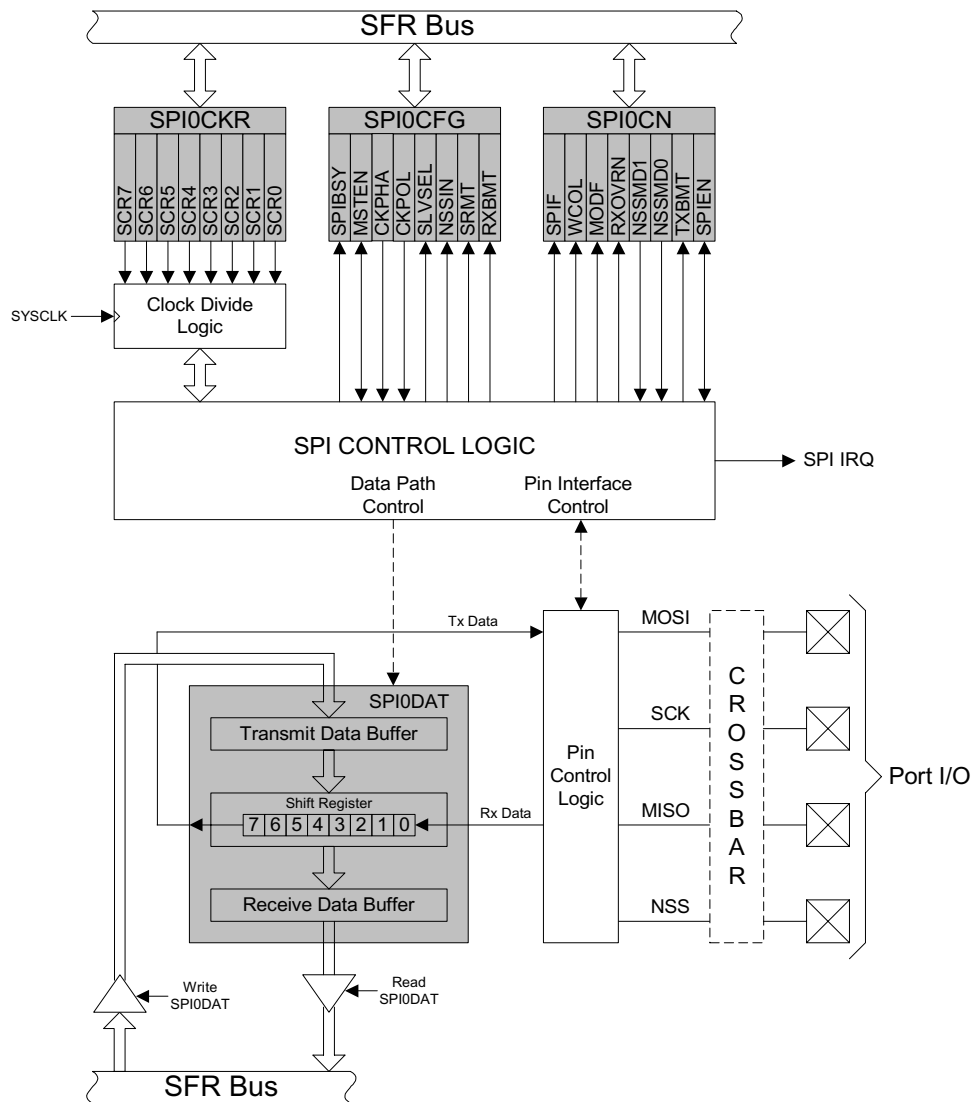 SFR Bus
SPI0CKR
SCR7
SCR6
SCR5
SCR4
SCR3
SCR2
SCR1
SCR0
SPI0CFG
SPIBSY
MSTEN
CKPHA
CKPOL
SLVSEL
NSSIN
SRMT
RXBMT
SPI0CN
SPIF
WCOL
MODF
RXOVRN
NSSMD1
NSSMD0
TXBMT
SPIEN
SYSCLK
Clock Divide
Logic
SPI CONTROL LOGIC
Data Path
Control
Pin Interface
Control
SPI IRQ
Tx Data
SPI0DAT
Transmit Data Buffer
Shift Register
7 6 5 4 3 2 1 0
Rx Data
Receive Data Buffer
Pin
Control
Logic
MOSI
SCK
MISO
NSS
CROSSBAR
Port I/O
Write
SPI0DAT
Read
SPI0DAT
SFR Bus